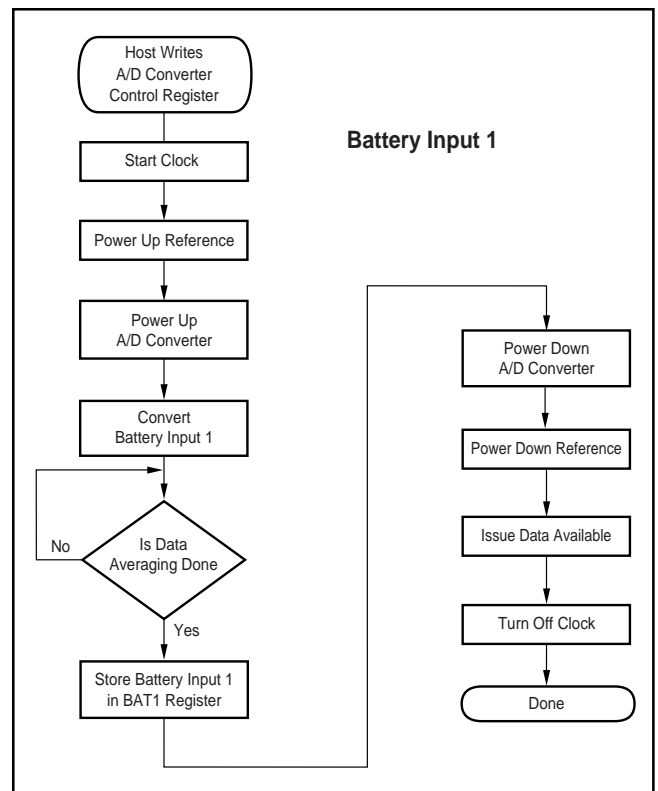 Host Writes
A/D Converter
Control Register
Battery Input 1
Start Clock
Power Up Reference
Power Up
A/D Converter
Convert
Battery Input 1
No
Is Data
Averaging Done
Yes
Store Battery Input 1
in BAT1 Register
Power Down
A/D Converter
Power Down Reference
Issue Data Available
Turn Off Clock
Done